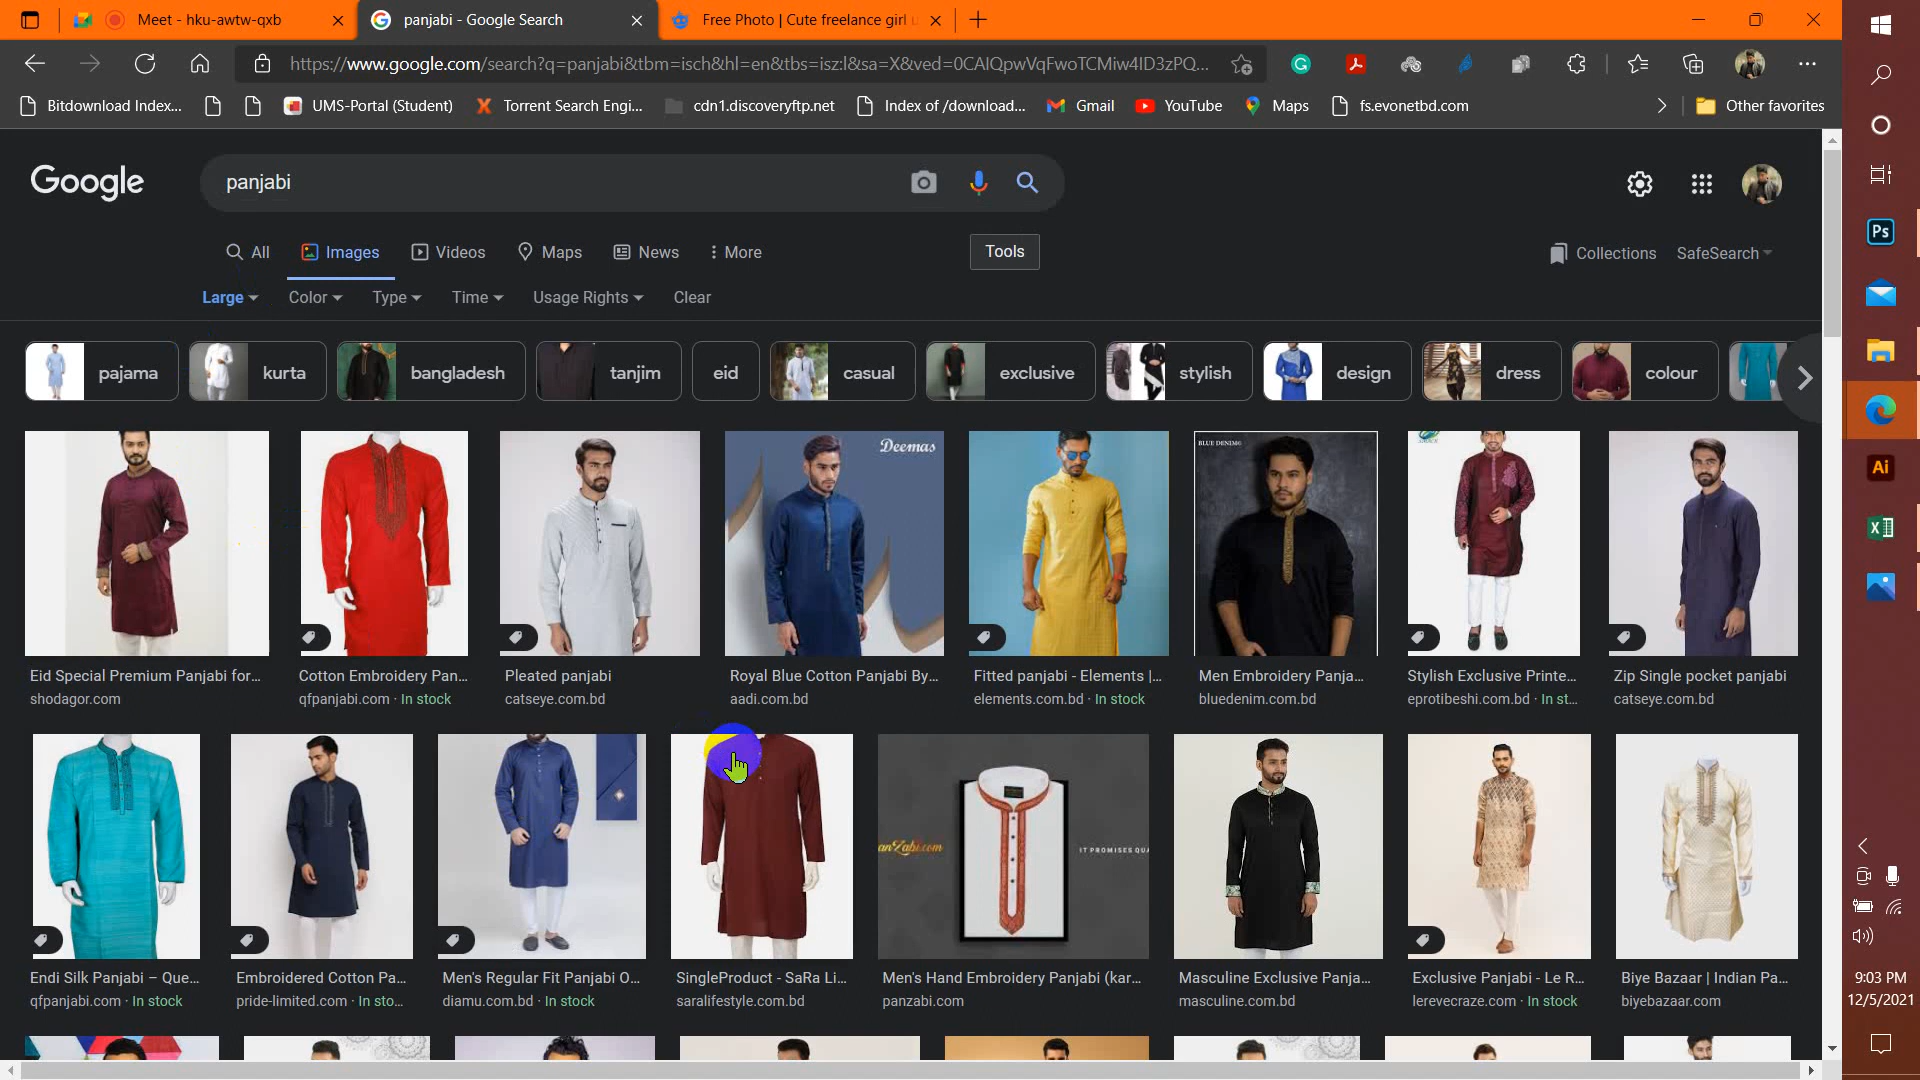 Meet - hku-awtw-qxb
panjabi - Google Search
Free Photo | Cute freelance girl u
https://www.google.com/search?q=panjabi&tbm=isch&hl=en&tbs=isz:l&sa=X&ved=0CAIQpwVqFwoTCMiw4ID3zPQ...
Bitdownload Index...
UMS-Portal (Student)
Torrent Search Engi...
cdn1.discoveryftp.net
Index of /download...
Gmail
YouTube
Maps
fs.evonetbd.com
Other favorites
Google
panjabi
All
Images
Videos
Maps
News
More
Tools
Collections
SafeSearch
Large
Color
Type
Time
Usage Rights
Clear
pajama
kurta
bangladesh
tanjim
eid
casual
exclusive
stylish
design
dress
colour
Deemas
BLUE DENIM®
Eid Special Premium Panjabi for...
shodagor.com
Cotton Embroidery Pan...
qfpanjabi.com · In stock
Pleated panjabi
catseye.com.bd
Royal Blue Cotton Panjabi By...
aadi.com.bd
Fitted panjabi - Elements |...
elements.com.bd · In stock
Men Embroidery Panja...
bluedenim.com.bd
Stylish Exclusive Printe...
eprotibeshi.com.bd · In st...
Zip Single pocket panjabi
catseye.com.bd
anZabi.com
IT PROMISES QUA
Endi Silk Panjabi – Que...
qfpanjabi.com · In stock
Embroidered Cotton Pa...
pride-limited.com · In sto...
Men's Regular Fit Panjabi O...
diamu.com.bd · In stock
SingleProduct - SaRa Li...
saralifestyle.com.bd
Men's Hand Embroidery Panjabi (kar...
panzabi.com
Masculine Exclusive Panja...
masculine.com.bd
Exclusive Panjabi - Le R...
lerevecraze.com · In stock
Biye Bazaar | Indian Pa...
biyebazaar.com
Ps
Ai
9:03 PM
12/5/2021